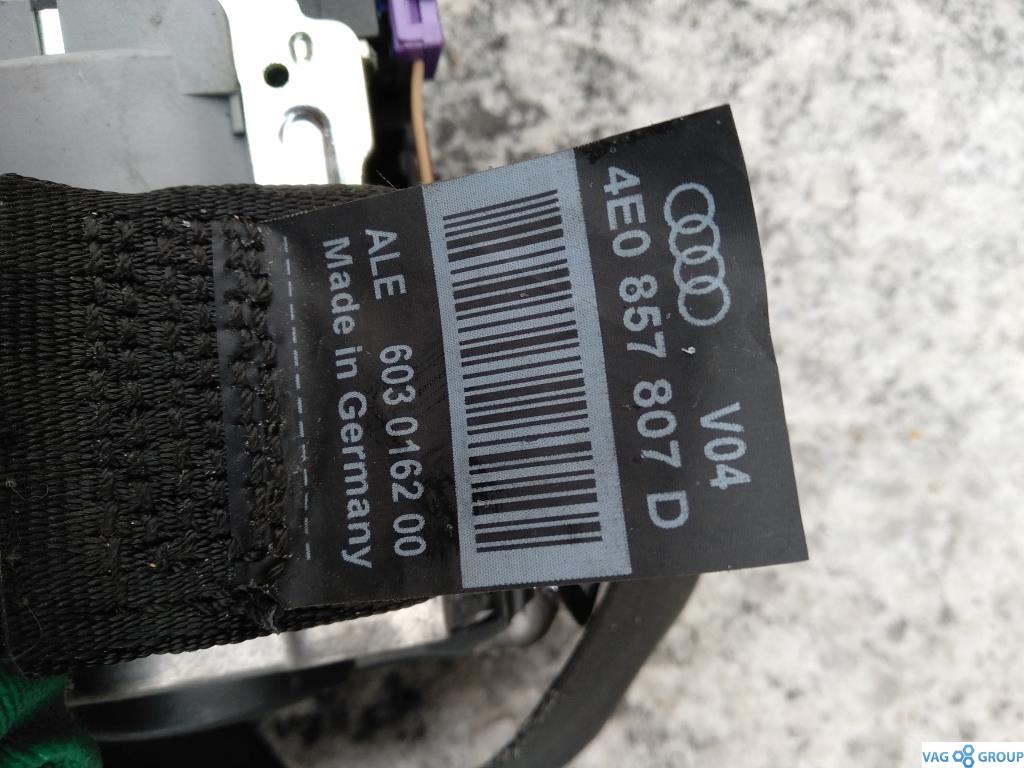 V04
4E0 857 807 D
ALE 603 0162 00
Made in Germany
VAG GROUP